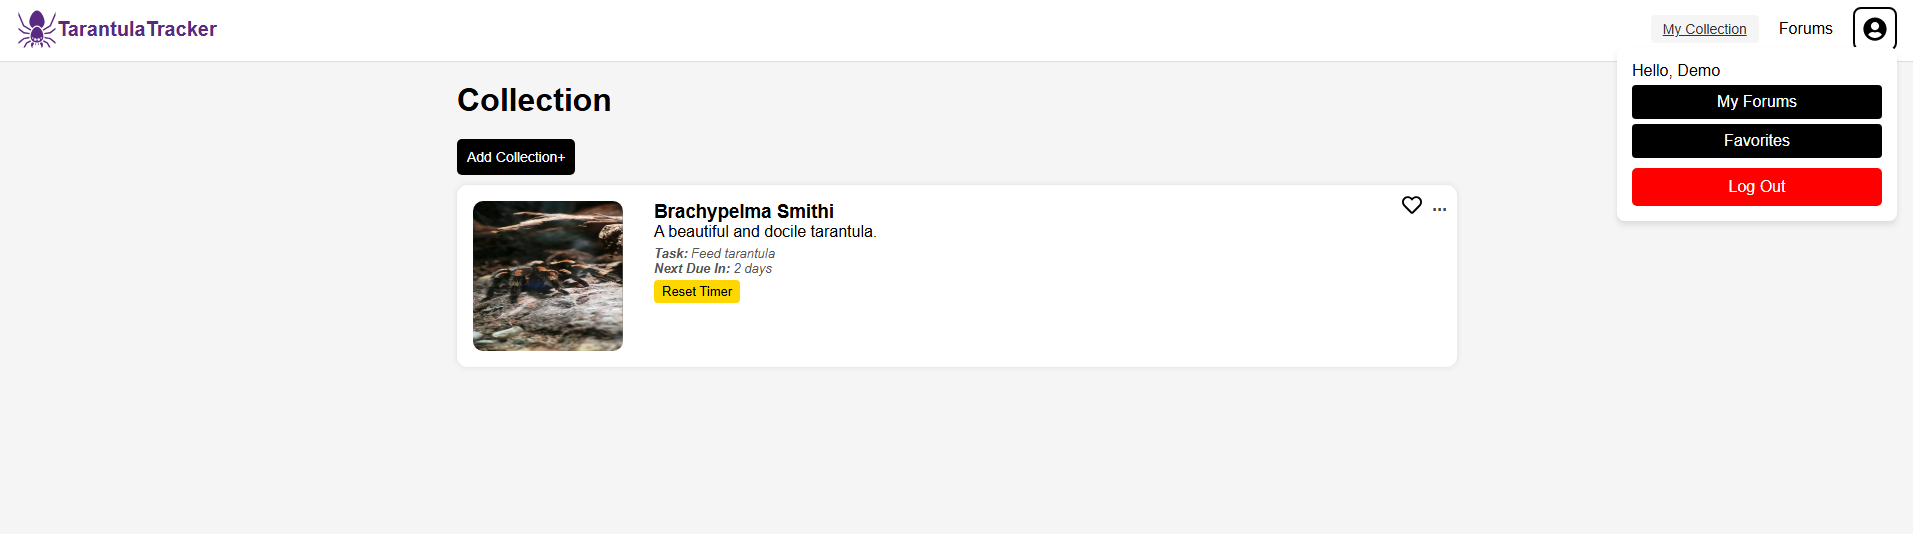 TarantulaTracker
My Collection
Forums
Hello, Demo
My Forums
Favorites
Log Out
Collection
Add Collection+
Brachypelma Smithi
A beautiful and docile tarantula.
Task: Feed tarantula
Next Due In: 2 days
Reset Timer
...